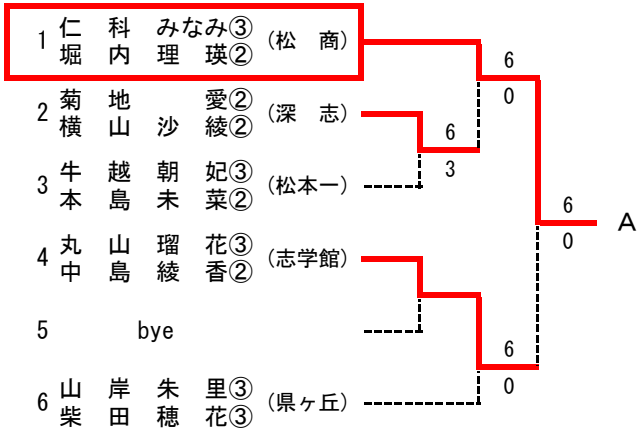 1 仁科みなみ③ (松商)
堀内理瑛②
2 菊地愛② (深志)
横山沙綾②
3 牛越朝妃③ (松本一)
本島未菜②
4 丸山瑠花③ (志学館)
中島綾香②
5 bye
6 山岸朱里③ (県ヶ丘)
柴田穂花③
6
0
6
3
6
0
6
0
A